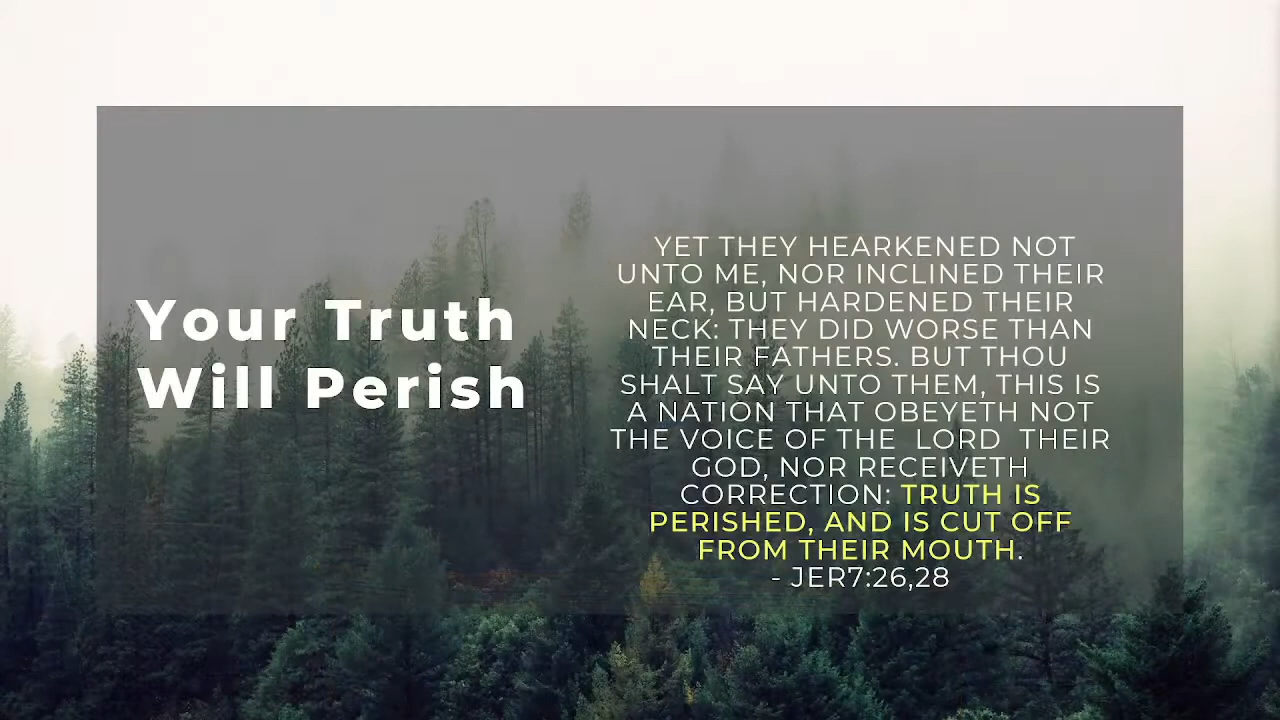 Your Truth
Will Perish
YET THEY HEARKENED NOT
UNTO ME, NOR INCLINED THEIR
EAR, BUT HARDENED THEIR
NECK: THEY DID WORSE THAN
THEIR FATHERS. BUT THOU
SHALT SAY UNTO THEM, THIS IS
A NATION THAT OBEYETH NOT
THE VOICE OF THE LORD THEIR
GOD, NOR RECEIVETH
CORRECTION: TRUTH IS
PERISHED, AND IS CUT OFF
FROM THEIR MOUTH.
- JER7:26,28